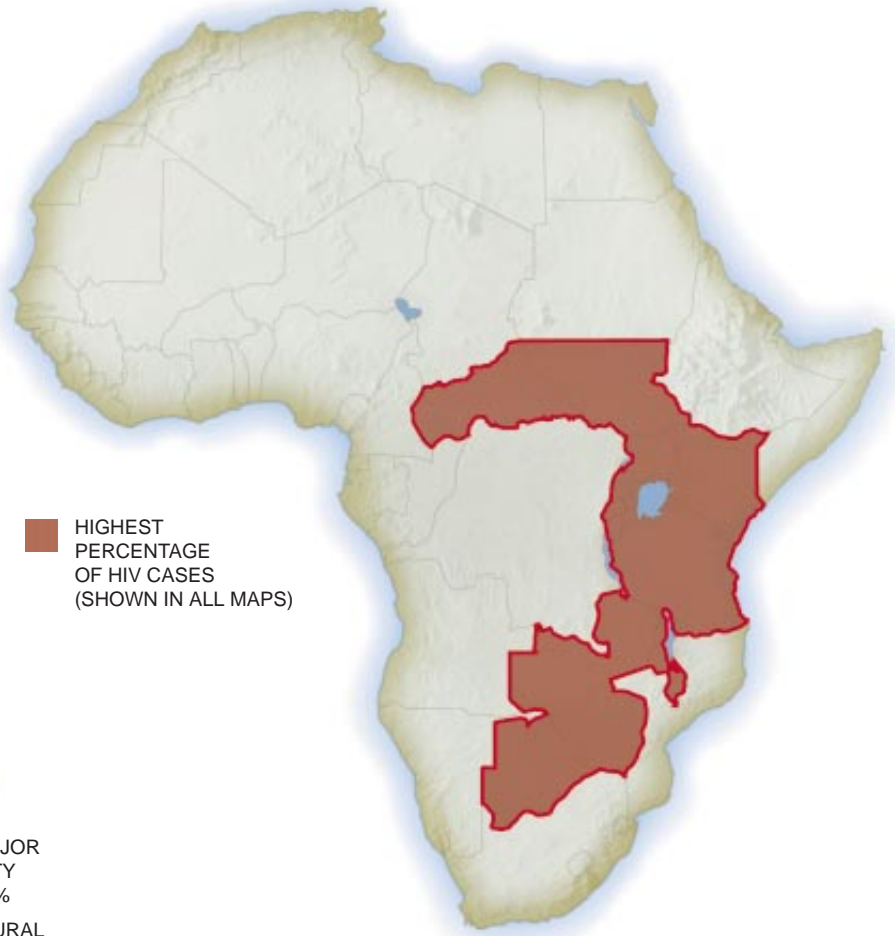 HIGHEST
PERCENTAGE
OF HIV CASES
(SHOWN IN ALL MAPS)
%